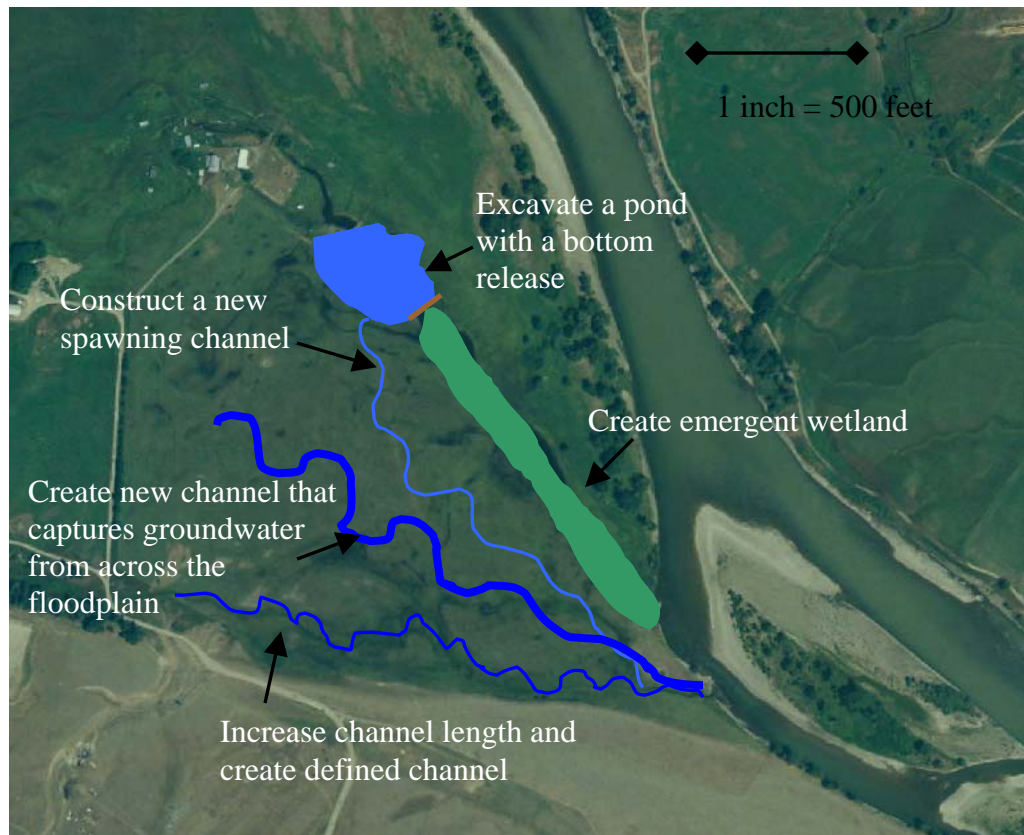 1 inch = 500 feet
Excavate a pond
with a bottom
release
Construct a new
spawning channel
Create emergent wetland
Create new channel that
captures groundwater
from across the
floodplain
Increase channel length and
create defined channel